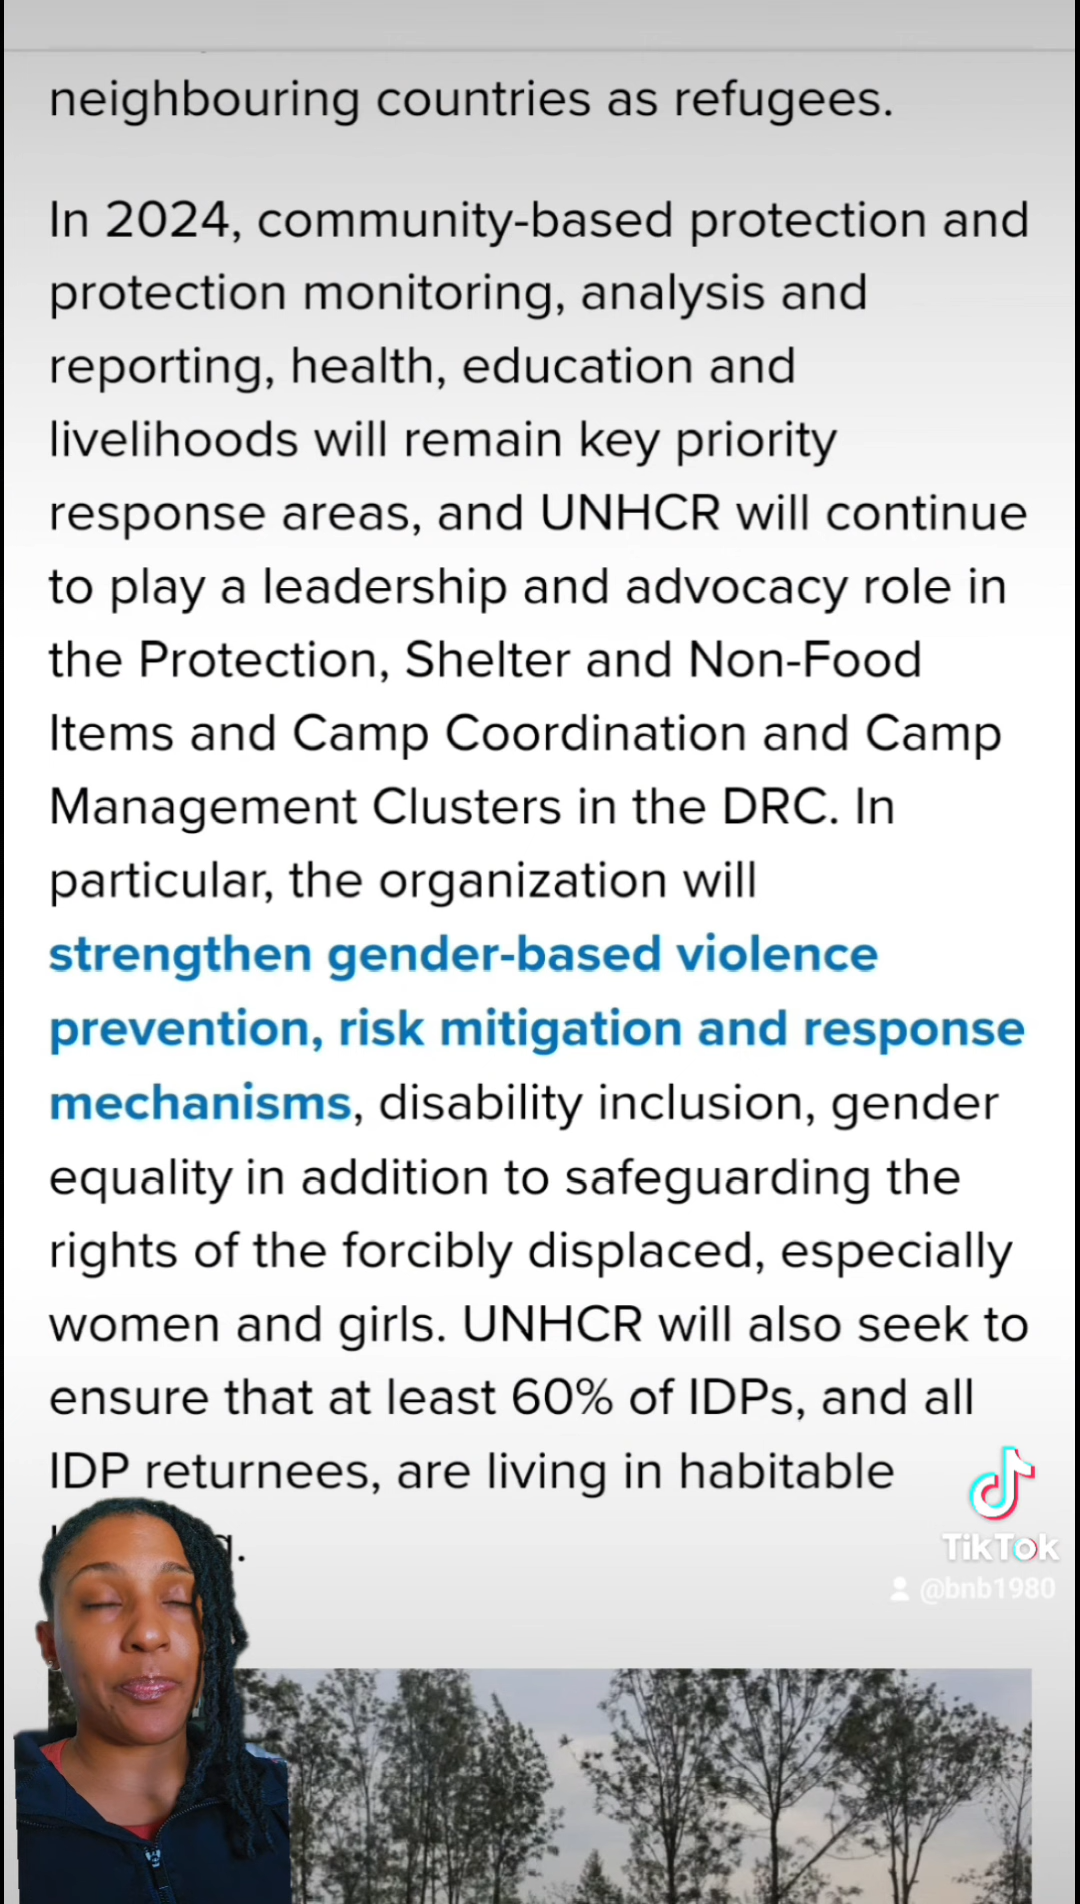 neighbouring countries as refugees.
In 2024, community-based protection and
protection monitoring, analysis and
reporting, health, education and
livelihoods will remain key priority
response areas, and UNHCR will continue
to play a leadership and advocacy role in
the Protection, Shelter and Non-Food
Items and Camp Coordination and Camp
Management Clusters in the DRC. In
particular, the organization will
strengthen gender-based violence
prevention, risk mitigation and response
mechanisms, disability inclusion, gender
equality in addition to safeguarding the
rights of the forcibly displaced, especially
women and girls. UNHCR will also seek to
ensure that at least 60% of IDPs, and all
IDP returnees, are living in habitable
TikTok
@bnb1980